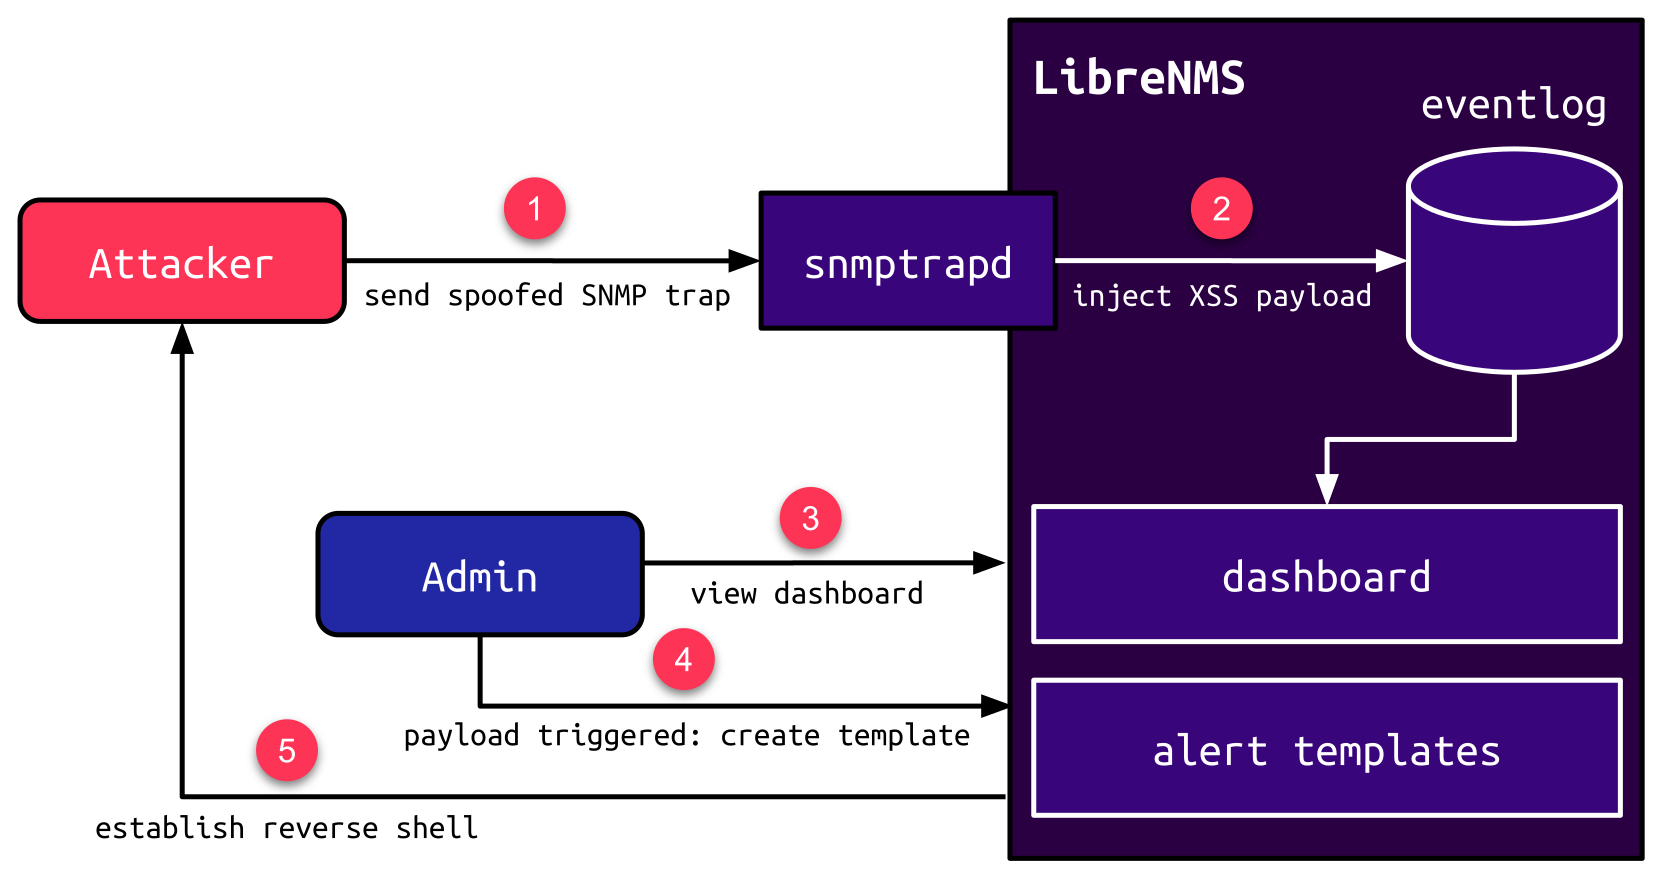 LibreNMS
eventlog
1
2
Attacker
snmptrapd
send spoofed SNMP trap
inject XSS payload
3
Admin
dashboard
view dashboard
4
payload triggered: create template
alert templates
5
establish reverse shell